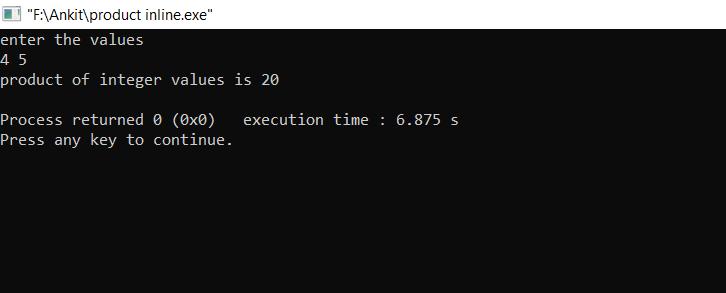 "F:\Ankit\product inline.exe"
enter the values
4 5
product of integer values is 20
Process returned 0 (0x0)   execution time : 6.875 s
Press any key to continue.